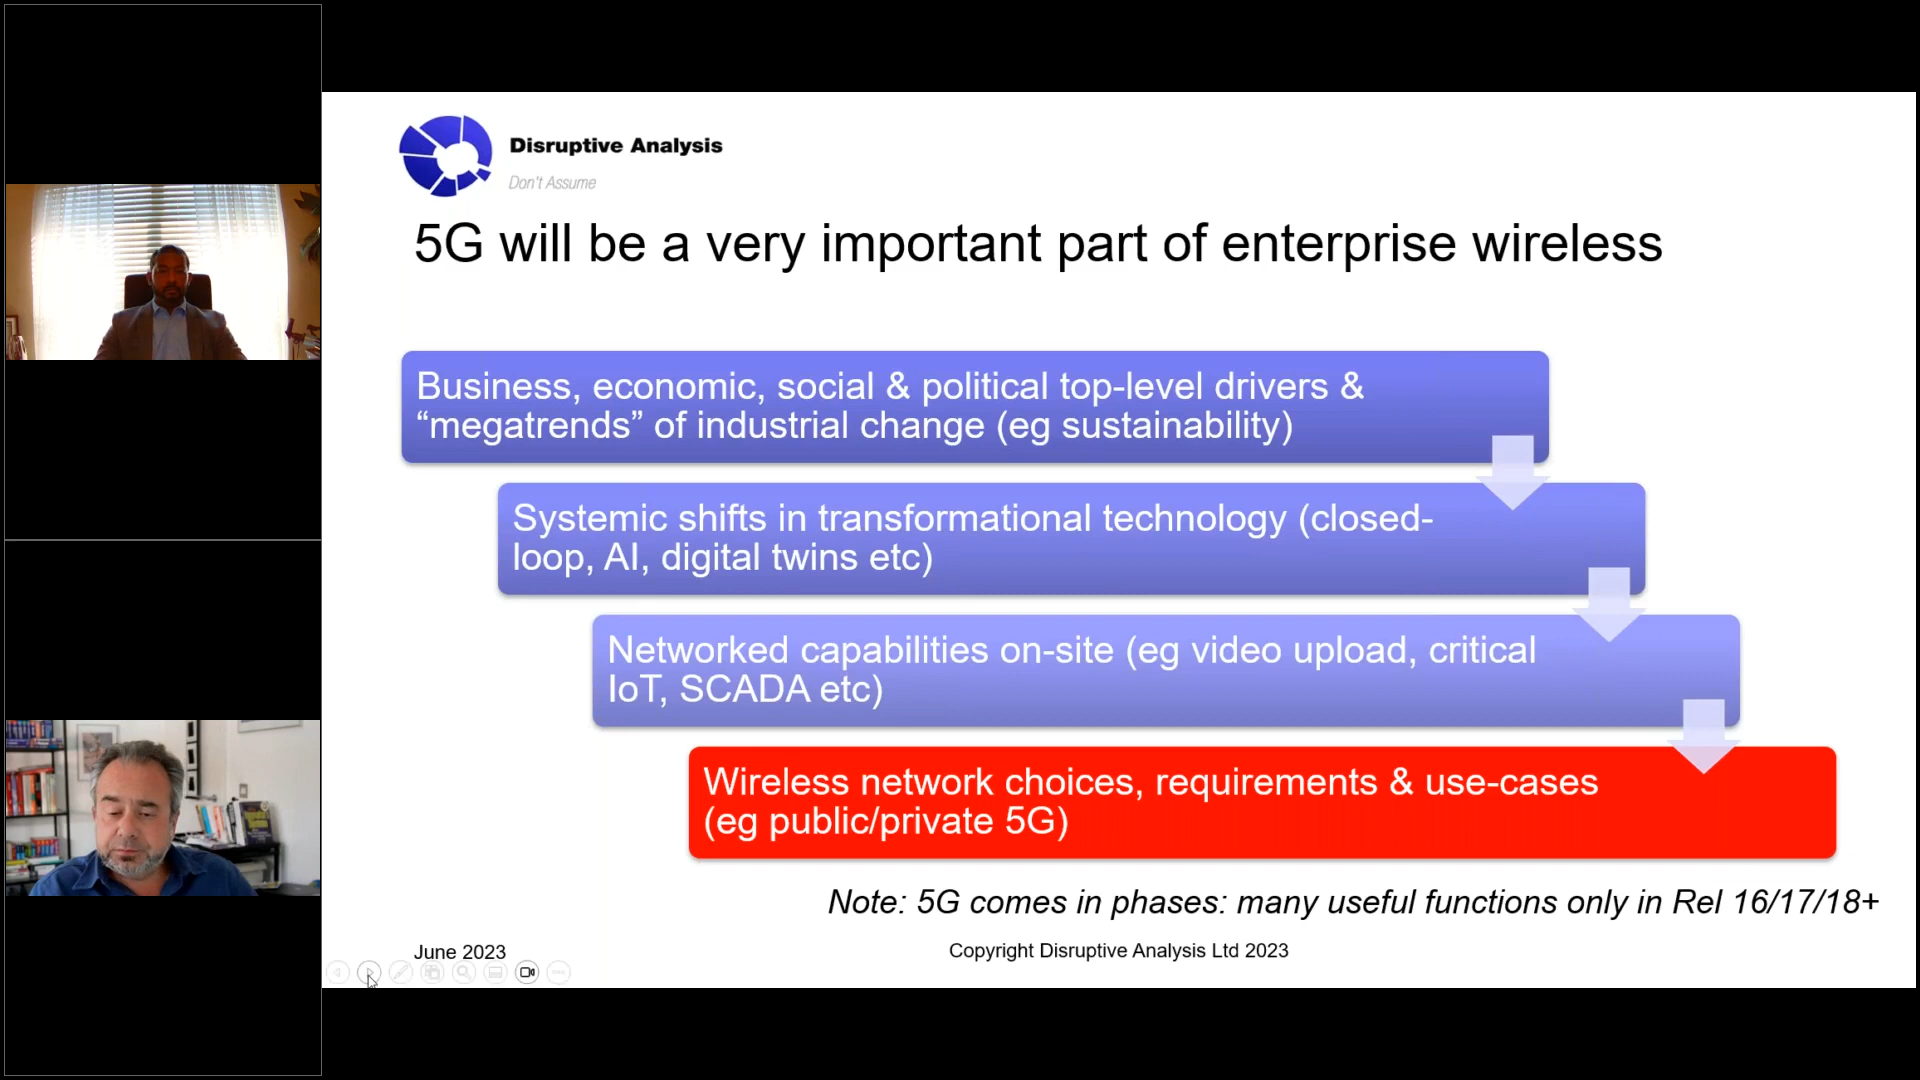 Disruptive Analysis
Don't Assume
5G will be a very important part of enterprise wireless
Business, economic, social & political top-level drivers &
“megatrends” of industrial change (eg sustainability)
Systemic shifts in transformational technology (closed-
loop, AI, digital twins etc)
Networked capabilities on-site (eg video upload, critical
IoT, SCADA etc)
Wireless network choices, requirements & use-cases
(eg public/private 5G)
Note: 5G comes in phases: many useful functions only in Rel 16/17/18+
June 2023
Copyright Disruptive Analysis Ltd 2023